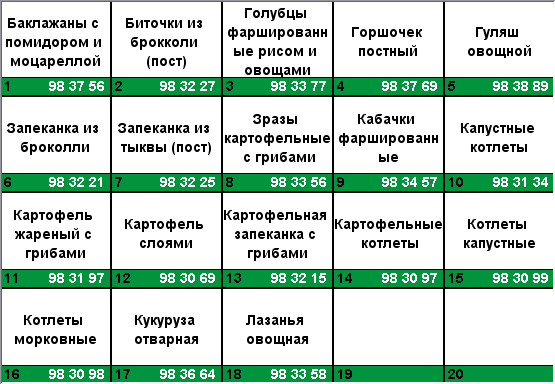 Баклажаны с
помидором и
моцареллой
1 98 37 56
Биточки из
брокколи
(пост)
2 98 32 27
Голубцы
фаршированн
ые рисом и
овощами
3 98 33 77
Горшочек
постный
4 98 37 69
Гуляш
овощной
5 98 38 89
Запеканка из
броколли
6 98 32 21
Запеканка из
тыквы (пост)
7 98 32 25
Зразы
картофельные
с грибами
8 98 33 56
Кабачки
фаршированн
ые
9 98 34 57
Капустные
котлеты
10 98 31 34
Картофель
жареный с
грибами
11 98 31 97
Картофель
слоями
12 98 30 69
Картофельная
запеканка с
грибами
13 98 32 15
Картофельные
котлеты
14 98 30 97
Котлеты
капустные
15 98 30 99
Котлеты
морковные
16 98 30 98
Кукуруза
отварная
17 98 36 64
Лазанья
овощная
18 98 33 58
19
20